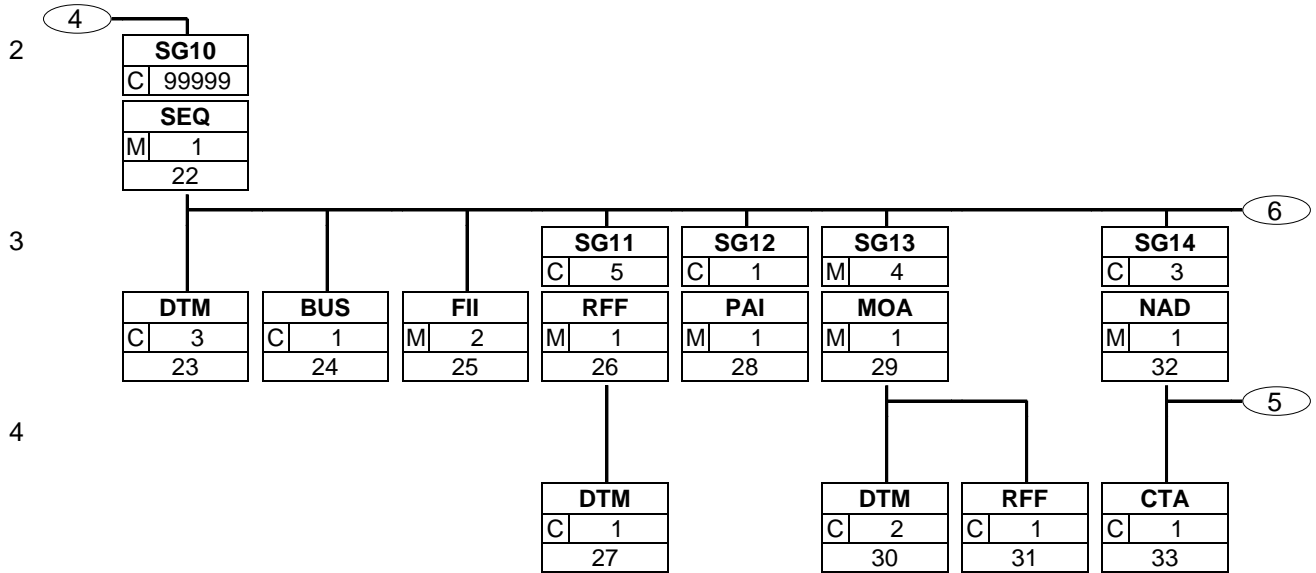 4
2
SG10
C 99999
SEQ
M 1
22
6
3
SG11 SG12 SG13 SG14
C 5 C 1 M 4 C 3
DTM BUS FII RFF PAI MOA NAD
C 3 C 1 M 2 M 1 M 1 M 1 M 1
23 24 25 26 28 29 32
5
4
DTM DTM RFF CTA
C 1 C 2 C 1 C 1
27 30 31 33